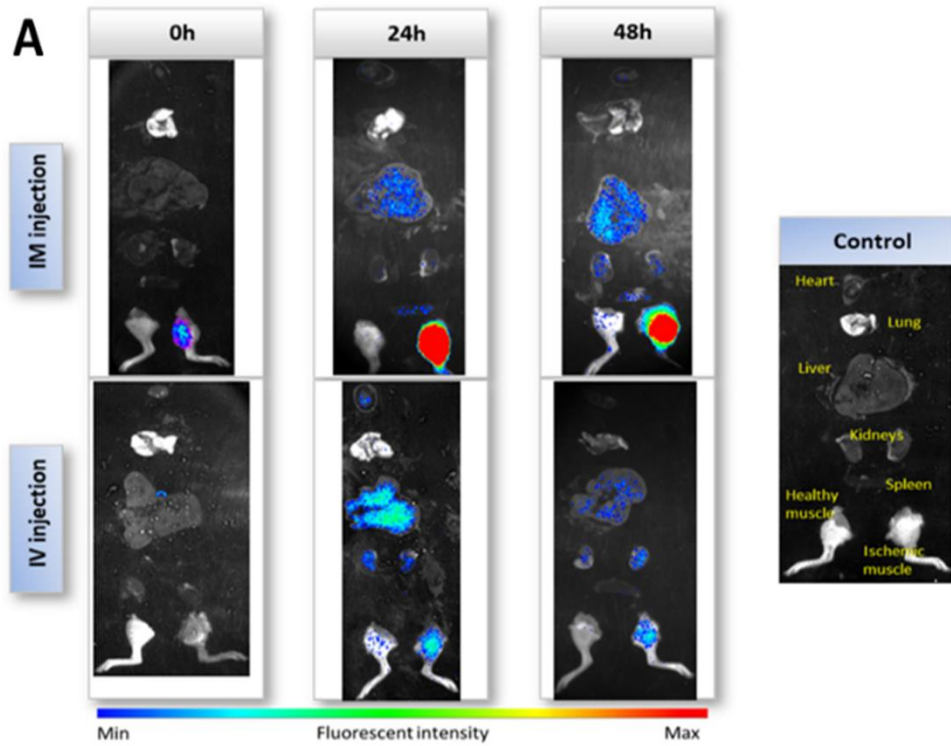 A
0h
24h
48h
IM injection
IV injection
Control
Heart
Lung
Liver
Kidneys
Spleen
Healthy
muscle
Ischemic
muscle
Min
Fluorescent intensity
Max